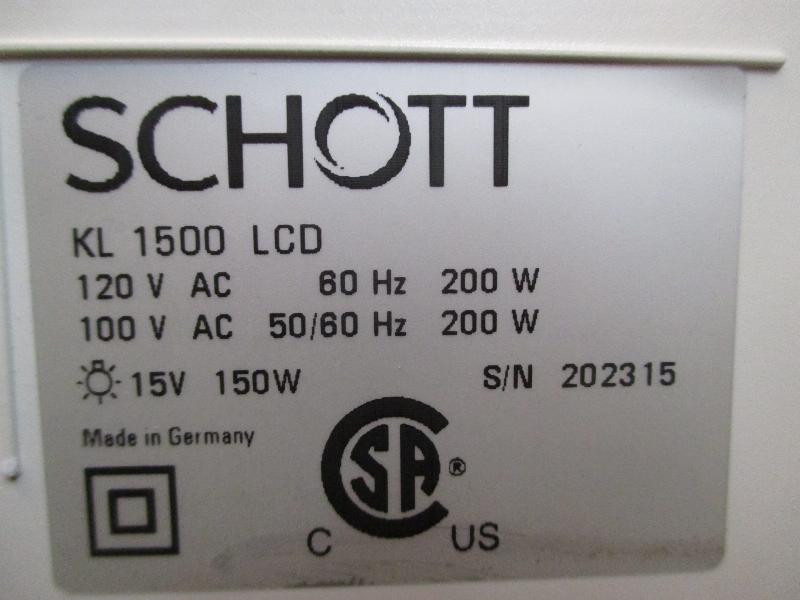 SCHOTT
KL 1500 LCD
120 V AC 60 Hz 200 W
100 V AC 50/60 Hz 200 W
15V 150W S/N 202315
Made in Germany
CSA ®
C US